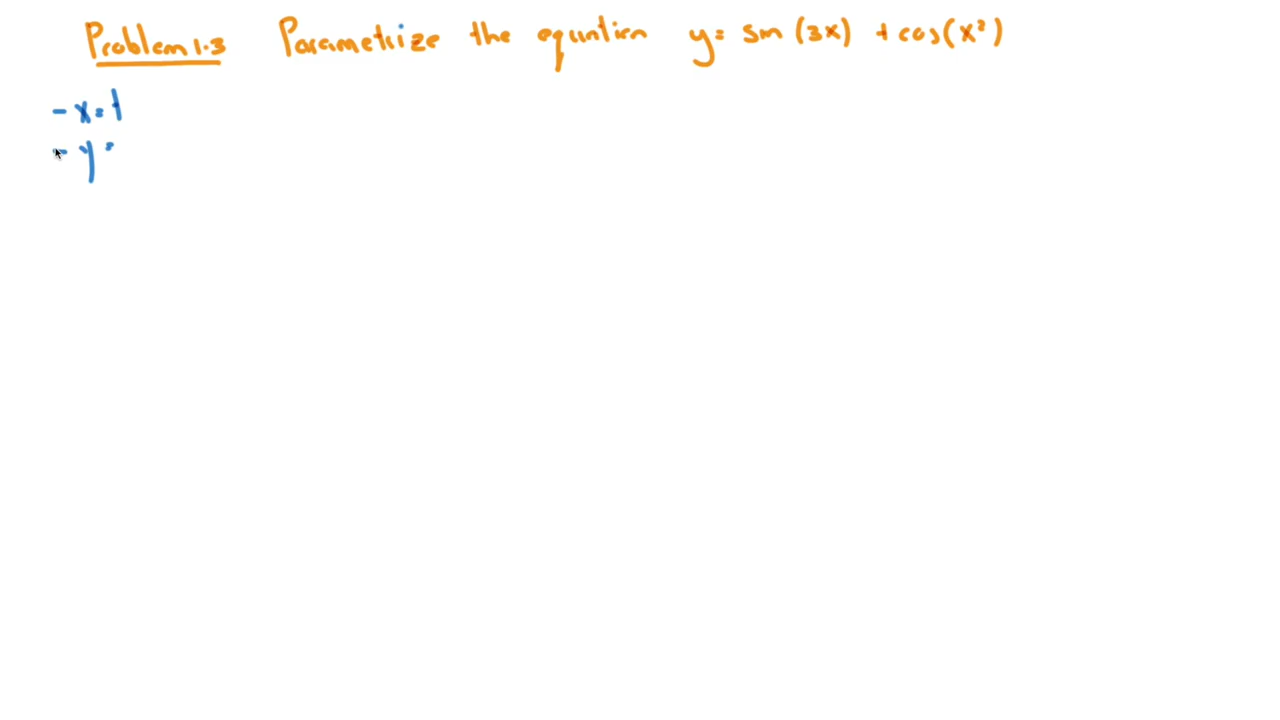 Problem 1.3 Parametrize the equation y= sin (3x) + cos(x²)
- x=t
- y=